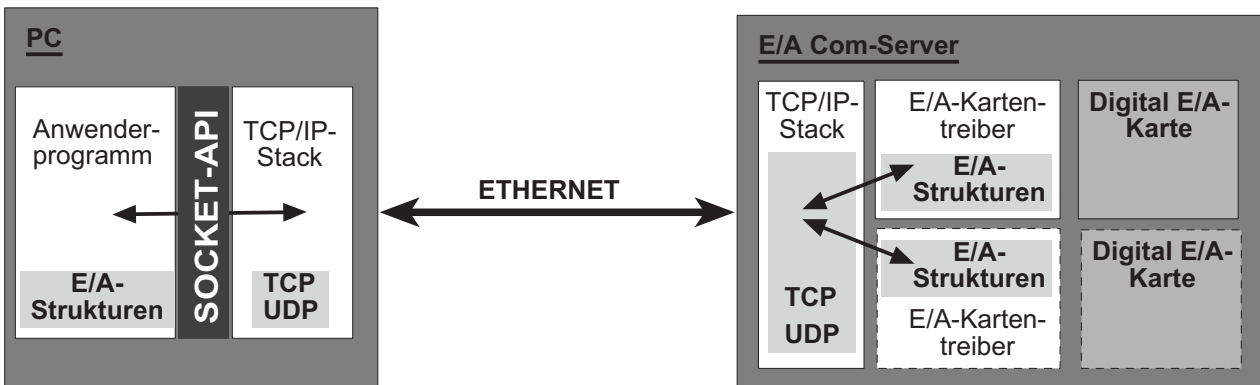 PC
Anwender-
programm
E/A-
Strukturen
SOCKET-API
TCP/IP-
Stack
TCP
UDP
ETHERNET
E/A Com-Server
TCP/IP-
Stack
TCP
UDP
E/A-Karten-
treiber
E/A-
Strukturen
Digital E/A-
Karte
E/A-
Strukturen
E/A-Karten-
treiber
Digital E/A-
Karte